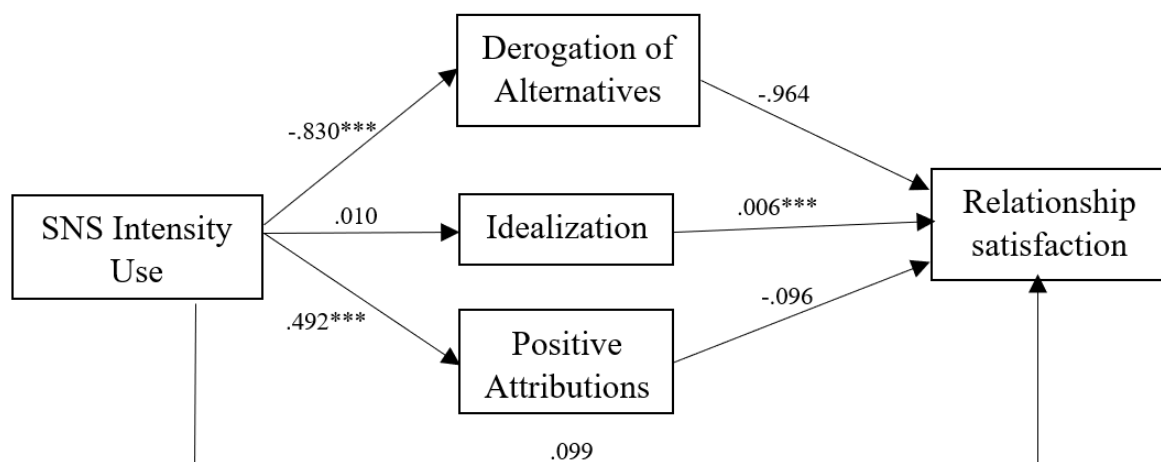 Derogation of
Alternatives
-.964
-.830***
SNS Intensity
Use
.010
Idealization
.006***
Relationship
satisfaction
.492***
Positive
Attributions
-.096
.099